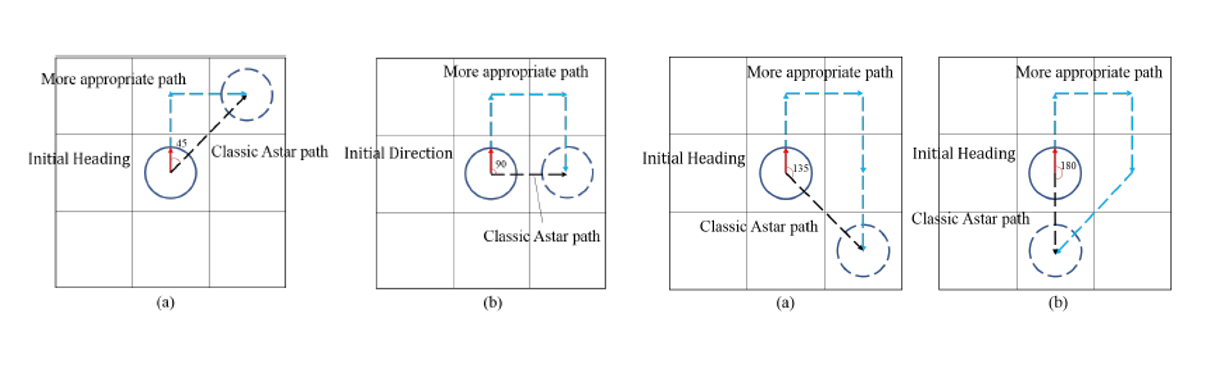 More appropriate path
45
Initial Heading
Classic Astar path
(a)
More appropriate path
Initial Direction
90
Classic Astar path
(b)
More appropriate path
Initial Heading
135
Classic Astar path
(a)
More appropriate path
Initial Heading
180
Classic Astar path
(b)